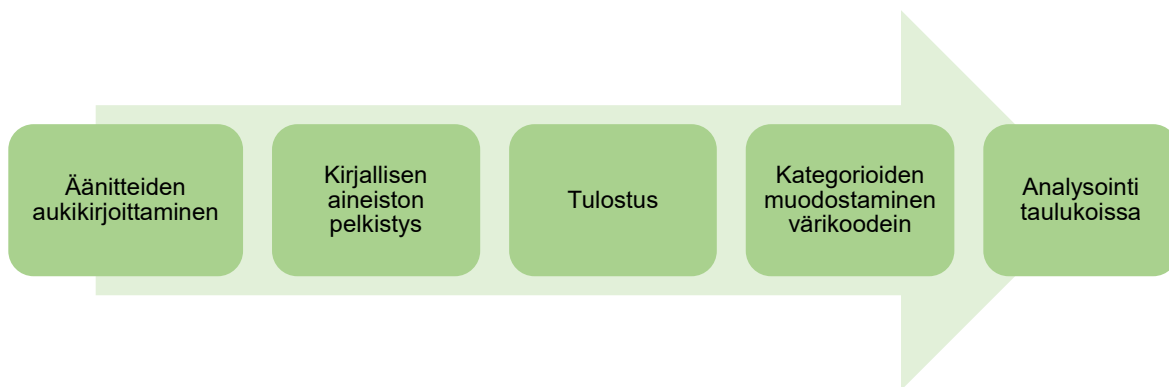 Äänitteiden
aukikirjoittaminen
Kirjallisen
aineiston
pelkistys
Tulostus
Kategorioiden
muodostaminen
värikoodein
Analysointi
taulukoissa